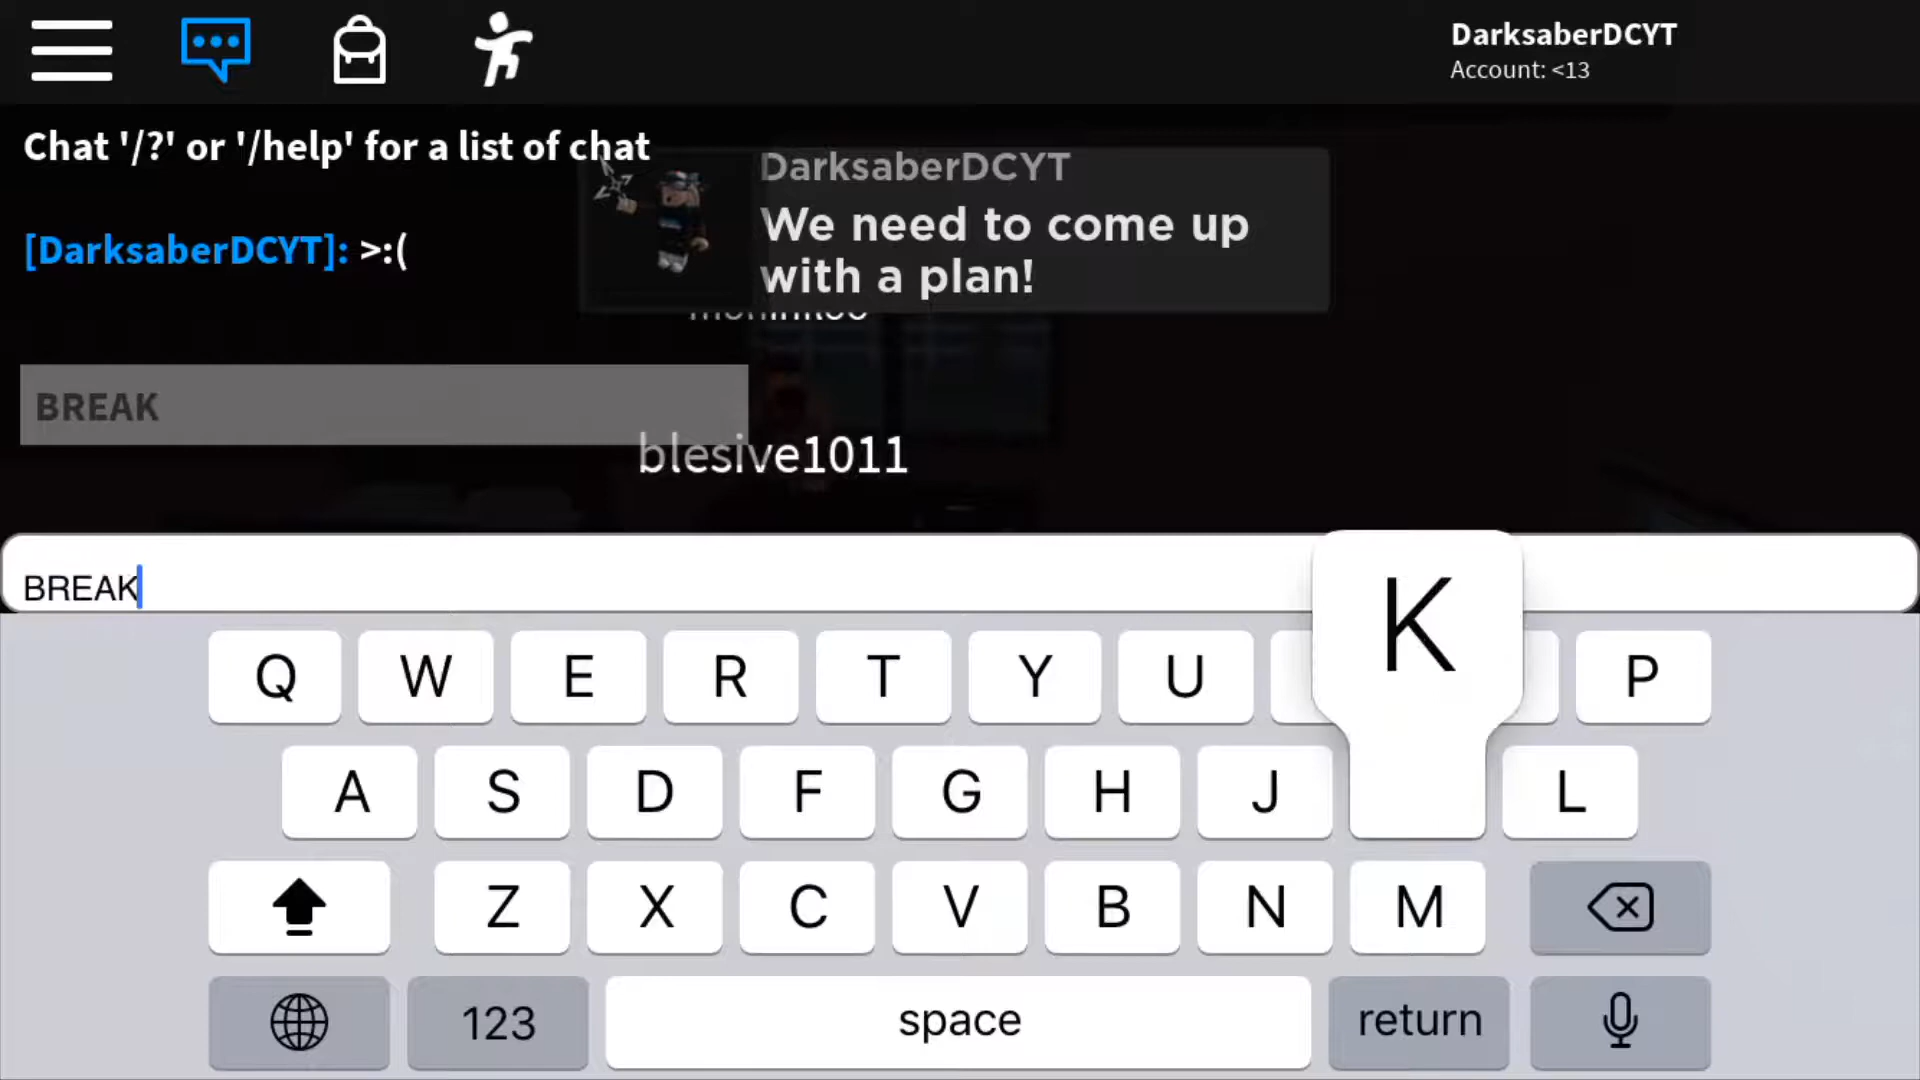 DarksaberDCYT
Account: <13
Chat '/?' or '/help' for a list of chat
DarksaberDCYT
We need to come up
with a plan!
[DarksaberDCYT]: >:(
BREAK
blesive1011
BREAK
K
Q W E R T Y U P
A S D F G H J L
Z X C V B N M
123 space return